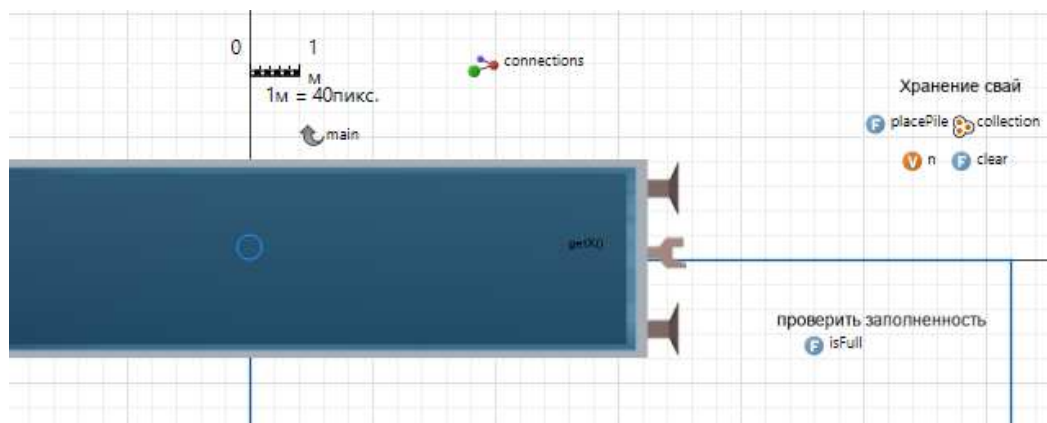 0 1
м
1м = 40пикс.
main
connections
Хранение свай
F placePile collection
V n F clear
getX()
проверить заполненность
F isFull